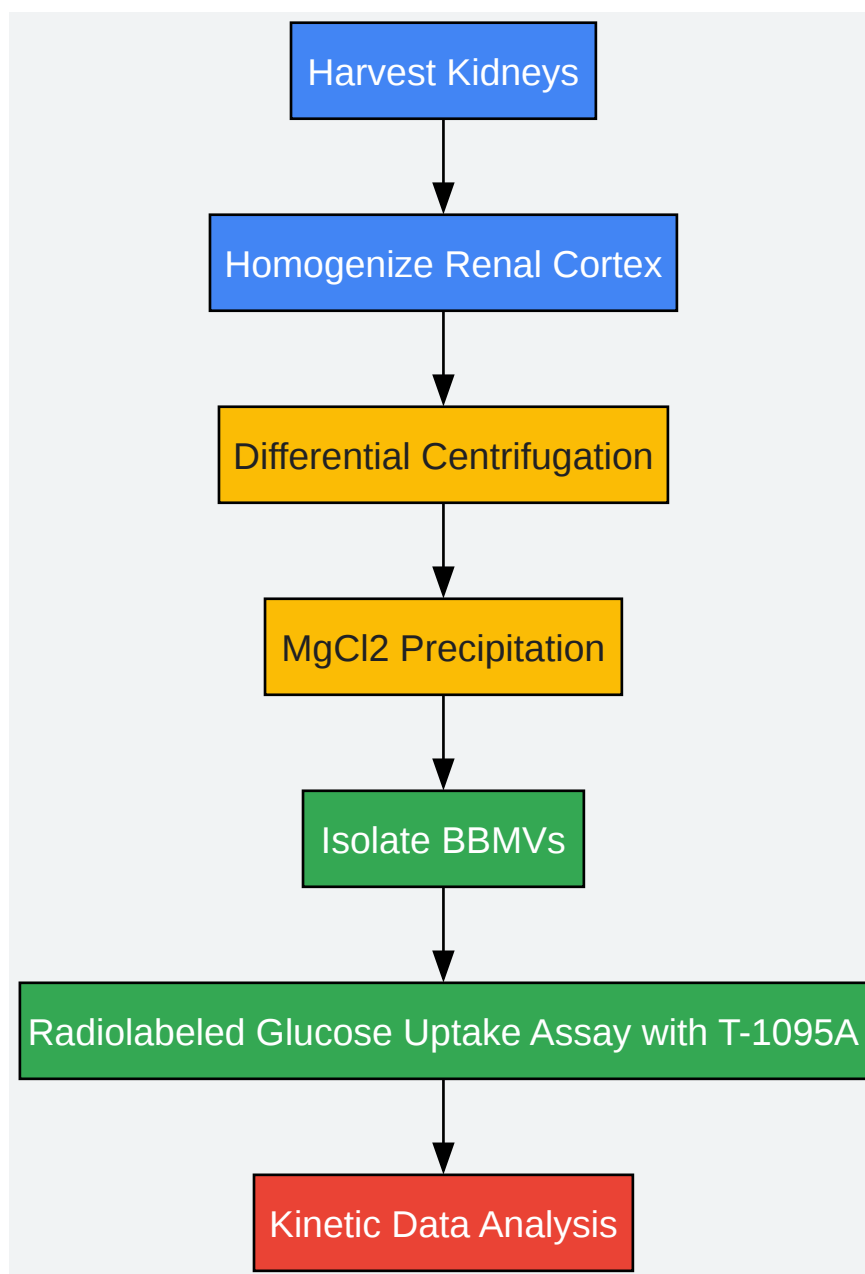 Harvest Kidneys
Homogenize Renal Cortex
Differential Centrifugation
MgCl2 Precipitation
Isolate BBMVs
Radiolabeled Glucose Uptake Assay with T-1095A
Kinetic Data Analysis